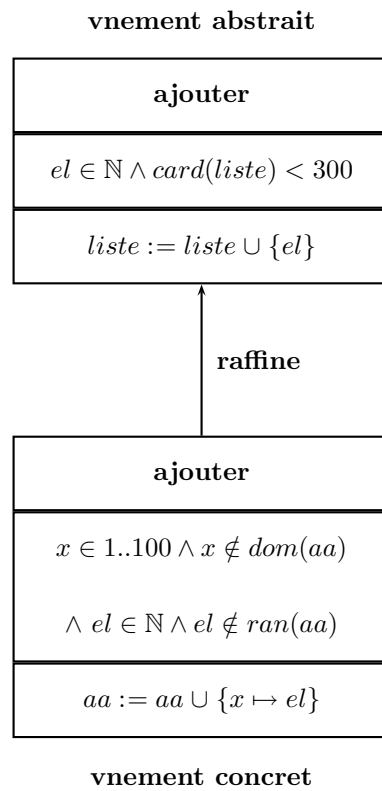 vnement abstrait
ajouter
el ∈ ℕ ∧ card(liste) < 300
liste := liste ∪ {el}
raffine
ajouter
x ∈ 1..100 ∧ x ∉ dom(aa)
∧ el ∈ ℕ ∧ el ∉ ran(aa)
aa := aa ∪ {x ↦ el}
vnement concret